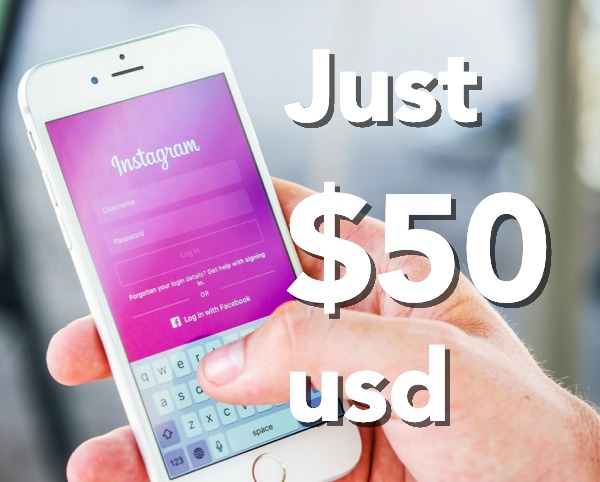 Just
$50
usd
Instagram
Username
Password
Log in
Forgotten your login details? Get help with signing
in.
OR
Log in with Facebook
q w e r
a s d
z x c v
123 space